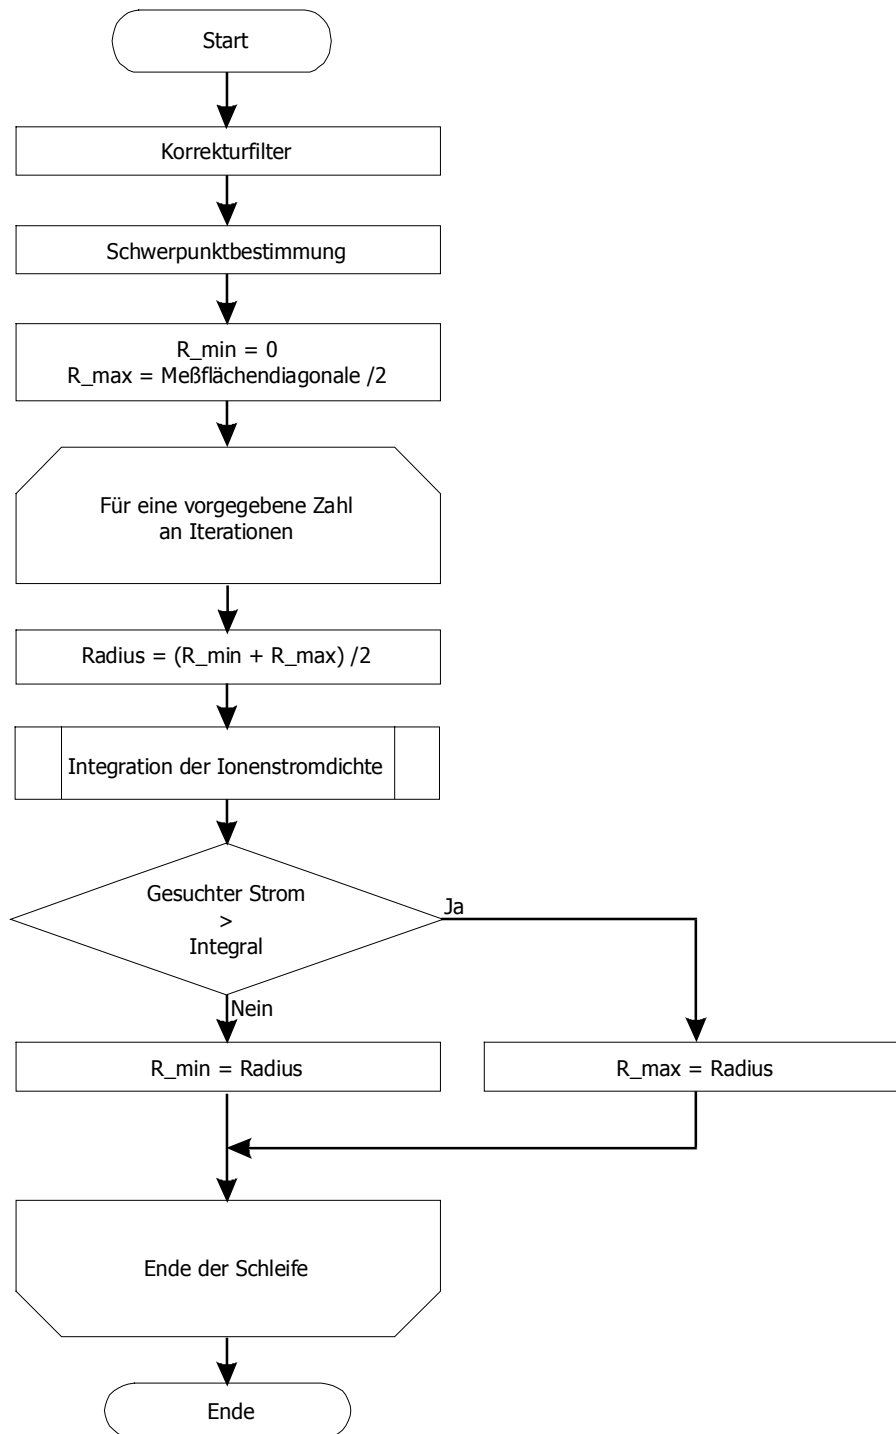 Start
Korrekturfilter
Schwerpunktbestimmung
R_min = 0
R_max = Meßflächendiagonale /2
Für eine vorgegebene Zahl
an Iterationen
Radius = (R_min + R_max) /2
Integration der Ionenstromdichte
Gesuchter Strom
>
Integral
Ja
Nein
R_min = Radius
R_max = Radius
Ende der Schleife
Ende